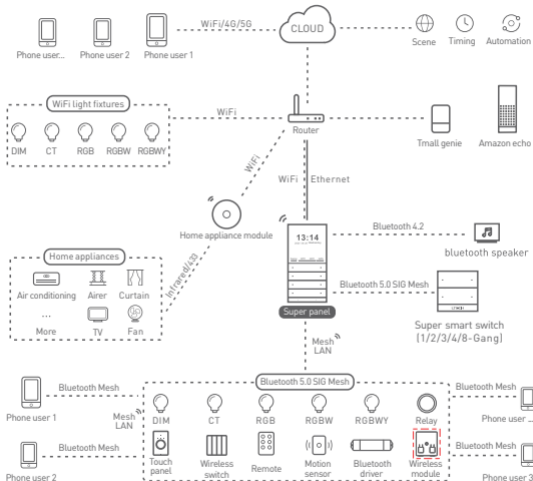 WiFi/4G/5G
CLOUD
Phone user...
Phone user 2
Phone user 1
Scene
Timing
Automation
WiFi light fixtures
WiFi
DIM
CT
RGB
RGBW
RGBWY
Router
Tmall genie
Amazon echo
WiFi
WiFi
Ethernet
Home appliance module
13:14
Bluetooth 4.2
bluetooth speaker
Home appliances
Infrared/433
Air conditioning
Airer
Curtain
...
More
TV
Fan
Bluetooth 5.0 SIG Mesh
Super panel
Super smart switch
(1/2/3/4/8-Gang)
Mesh
LAN
Bluetooth 5.0 SIG Mesh
Bluetooth Mesh
Phone user 1
Mesh
LAN
DIM
CT
RGB
RGBW
RGBWY
Relay
Bluetooth Mesh
Phone user ...
Bluetooth Mesh
Phone user 2
Touch
panel
Wireless
switch
Remote
Motion
sensor
Bluetooth
driver
Wireless
module
Bluetooth Mesh
Phone user 3